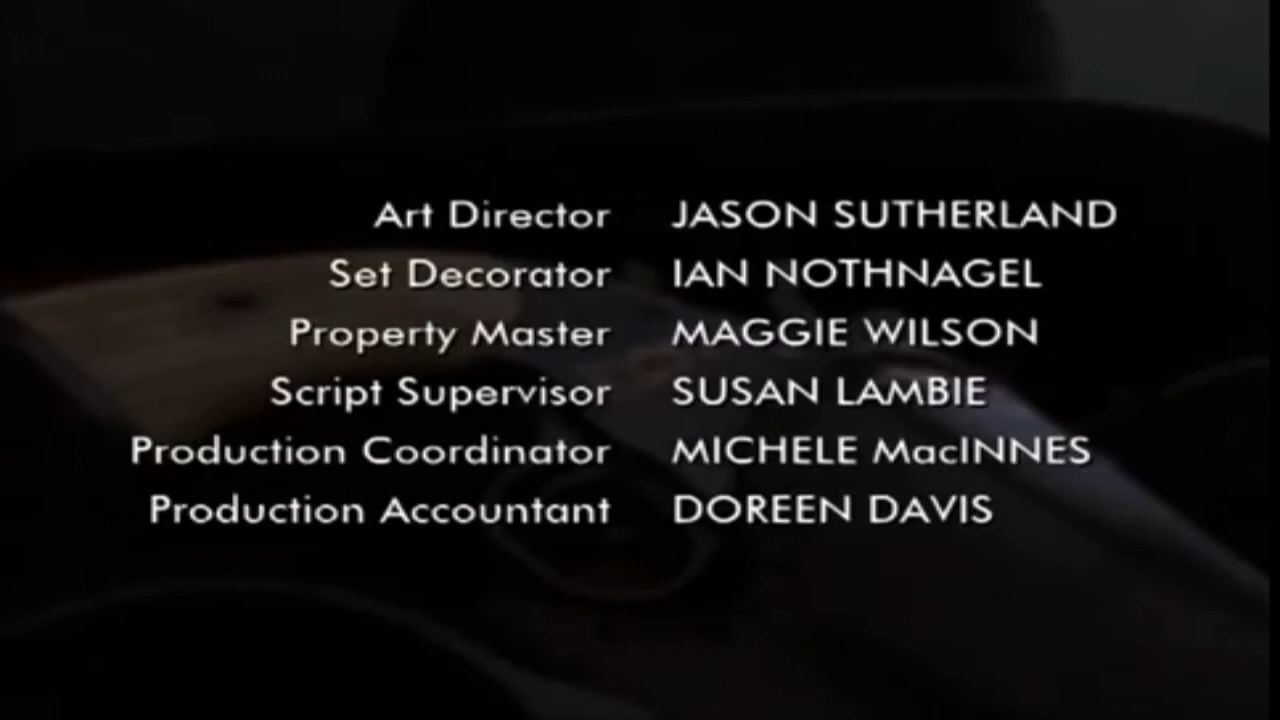 Art Director JASON SUTHERLAND
Set Decorator IAN NOTHNAGEL
Property Master MAGGIE WILSON
Script Supervisor SUSAN LAMBIE
Production Coordinator MICHELE MacINNES
Production Accountant DOREEN DAVIS